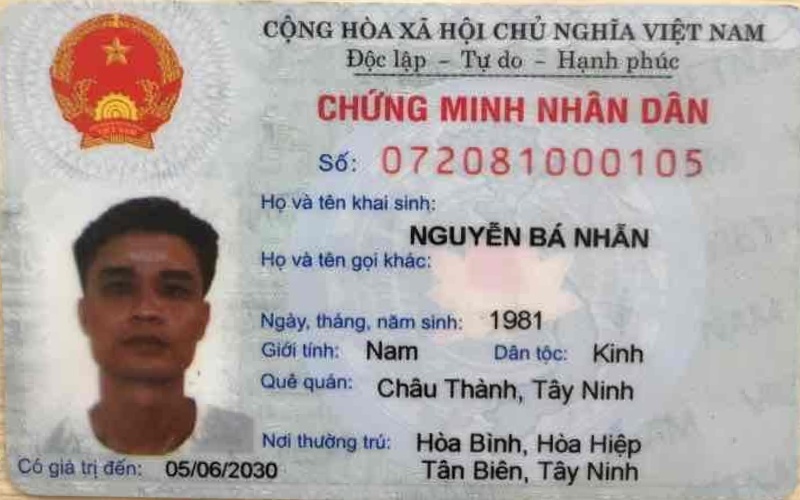 CỘNG HÒA XÃ HỘI CHỦ NGHĨA VIỆT NAM
Độc lập – Tự do – Hạnh phúc
CHỨNG MINH NHÂN DÂN
Số: 072081000105
Họ và tên khai sinh:
NGUYỄN BÁ NHẪN
Họ và tên gọi khác:
Ngày, tháng, năm sinh: 1981
Giới tính: Nam Dân tộc: Kinh
Quê quán: Châu Thành, Tây Ninh
Nơi thường trú: Hòa Bình, Hòa Hiệp
Tân Biên, Tây Ninh
Có giá trị đến: 05/06/2030